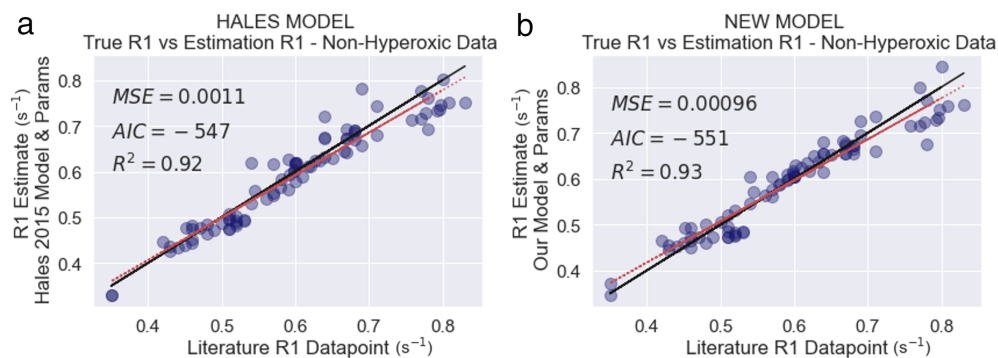 a
HALES MODEL
True R1 vs Estimation R1 - Non-Hyperoxic Data
R1 Estimate (s⁻¹)
Hales 2015 Model & Params
0.8
0.7
0.6
0.5
0.4
MSE = 0.0011
AIC = − 547
R² = 0.92
0.4 0.5 0.6 0.7 0.8
Literature R1 Datapoint (s⁻¹)
b
NEW MODEL
True R1 vs Estimation R1 - Non-Hyperoxic Data
R1 Estimate (s⁻¹)
Our Model & Params
0.8
0.7
0.6
0.5
0.4
MSE = 0.00096
AIC = − 551
R² = 0.93
0.4 0.5 0.6 0.7 0.8
Literature R1 Datapoint (s⁻¹)